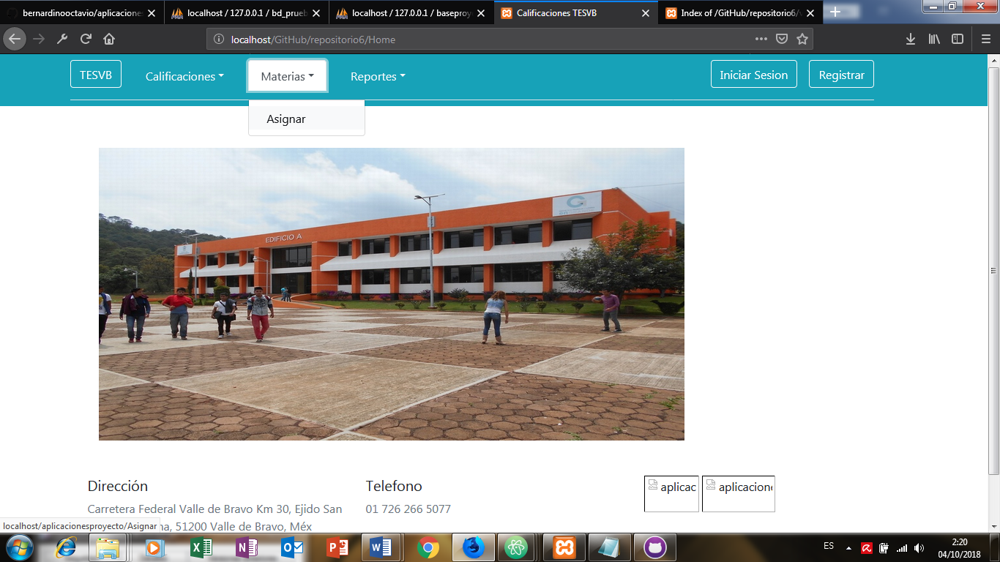 bernardinooctavio/aplicacione
localhost / 127.0.0.1 / bd_prueb
localhost / 127.0.0.1 / baseproy
Calificaciones TESVB
Index of /GitHub/repositorio6/
localhost/GitHub/repositorio6/Home
TESVB
Calificaciones
Materias
Reportes
Iniciar Sesion
Registrar
Asignar
EDIFICIO A
Dirección
Telefono
Carretera Federal Valle de Bravo Km 30, Ejido San
01 726 266 5077
aplicac
aplicacione
na, 51200 Valle de Bravo, Méx
localhost/aplicacionesproyecto/Asignar
ES
2:20
04/10/2018